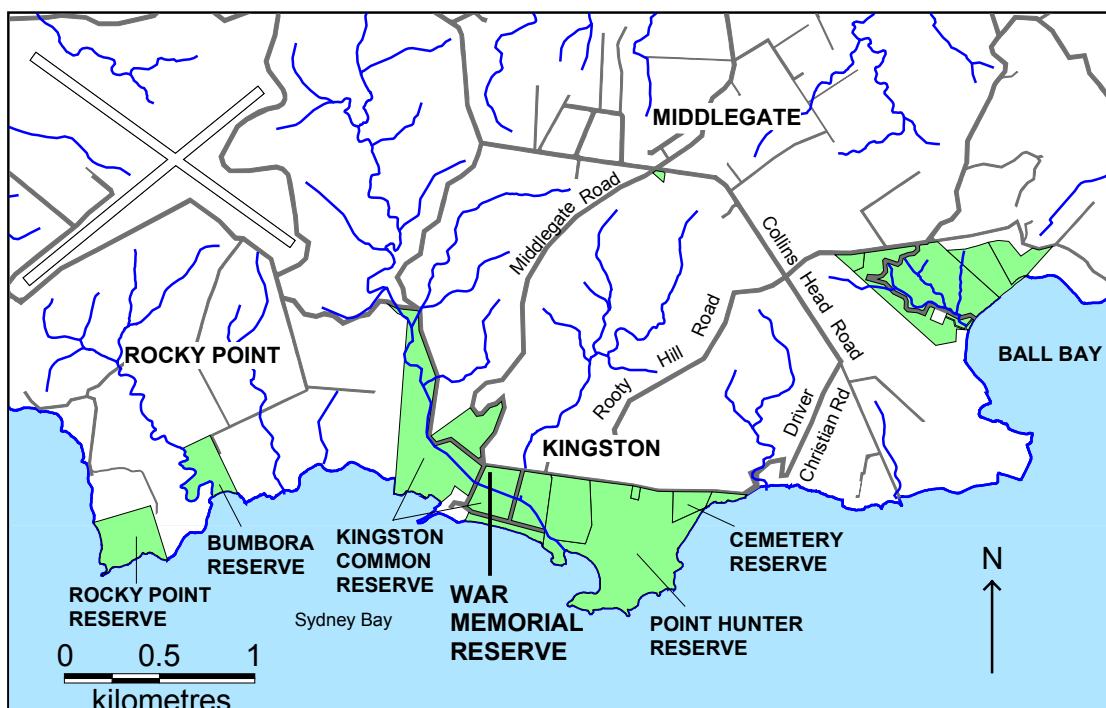 MIDDLEGATE
Middlegate Road
Collins Head Road
Rooty Hill Road
ROCKY POINT
BALL BAY
Driver
Christian Rd
KINGSTON
BUMBORA
RESERVE
KINGSTON
COMMON
RESERVE
CEMETERY
RESERVE
ROCKY POINT
RESERVE
WAR
MEMORIAL
RESERVE
POINT HUNTER
RESERVE
Sydney Bay
N
0 0.5 1
kilometres